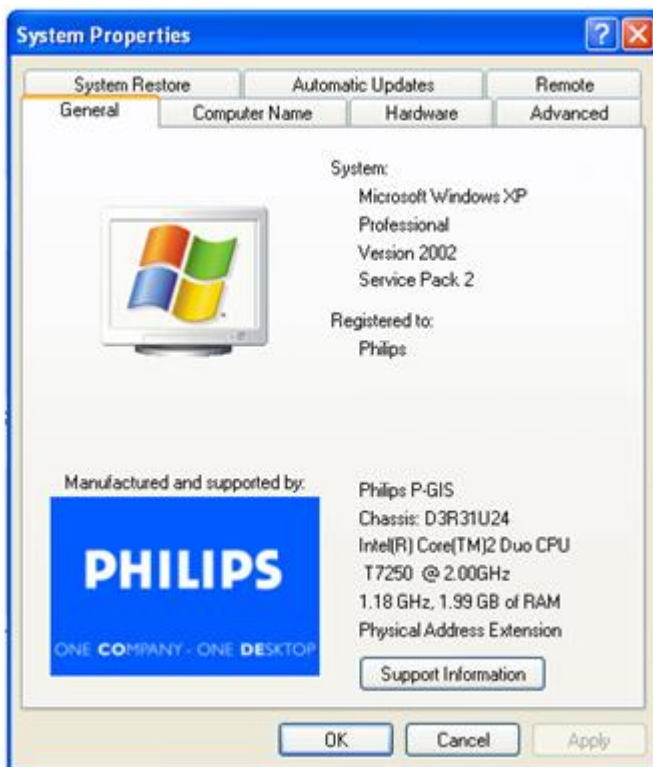 System Properties
System Restore
Automatic Updates
Remote
General
Computer Name
Hardware
Advanced
System:
Microsoft Windows XP
Professional
Version 2002
Service Pack 2
Registered to:
Philips
Manufactured and supported by:
PHILIPS
ONE COMPANY - ONE DESKTOP
Philips P-GIS
Chassis: D3R31U24
Intel(R) Core(TM)2 Duo CPU
T7250 @ 2.00GHz
1.18 GHz, 1.99 GB of RAM
Physical Address Extension
Support Information
OK
Cancel
Apply